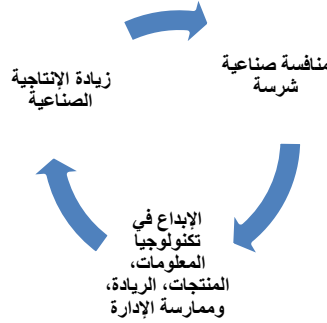 منافسة صناعية
شرسة
زيادة الإنتاجية
الصناعية
الإبداع في
تكنولوجيا
المعلومات،
المنتجات، الريادة،
وممارسة الإدارة